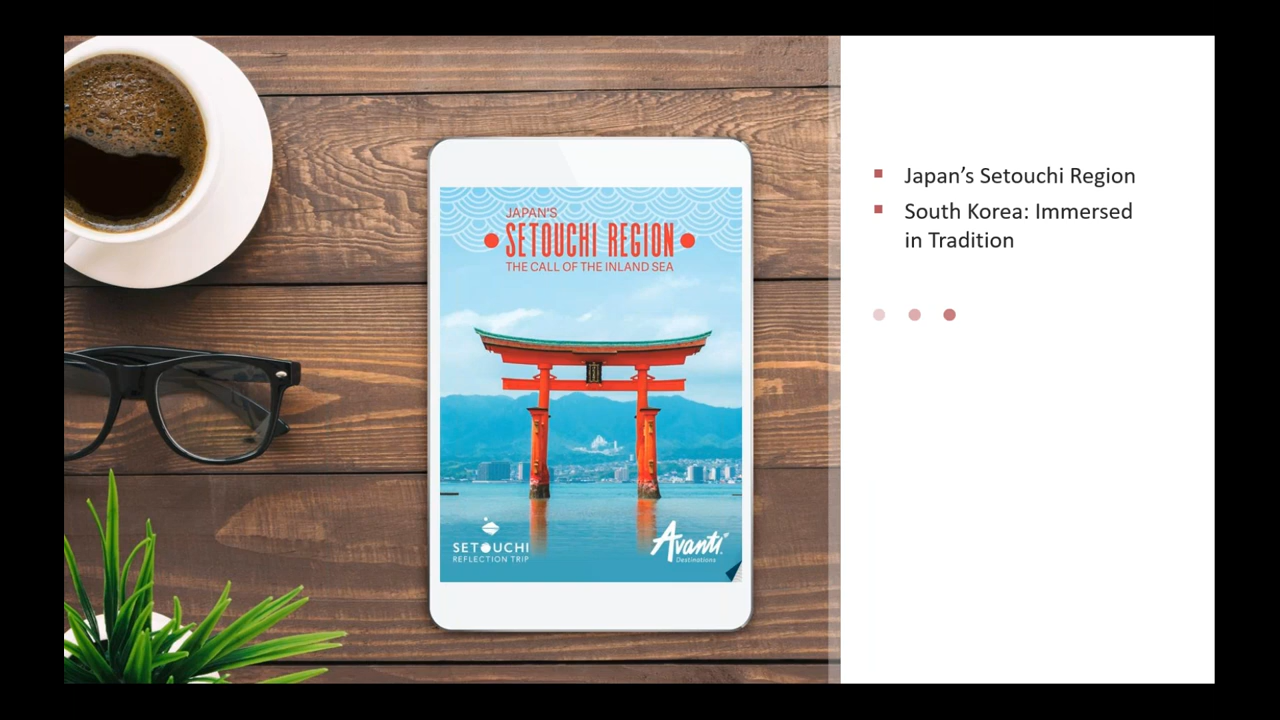 JAPAN'S
SETOUCHI REGION
THE CALL OF THE INLAND SEA
SETOUCHI
REFLECTION TRIP
Avanti
Destinations
Japan’s Setouchi Region
South Korea: Immersed
in Tradition